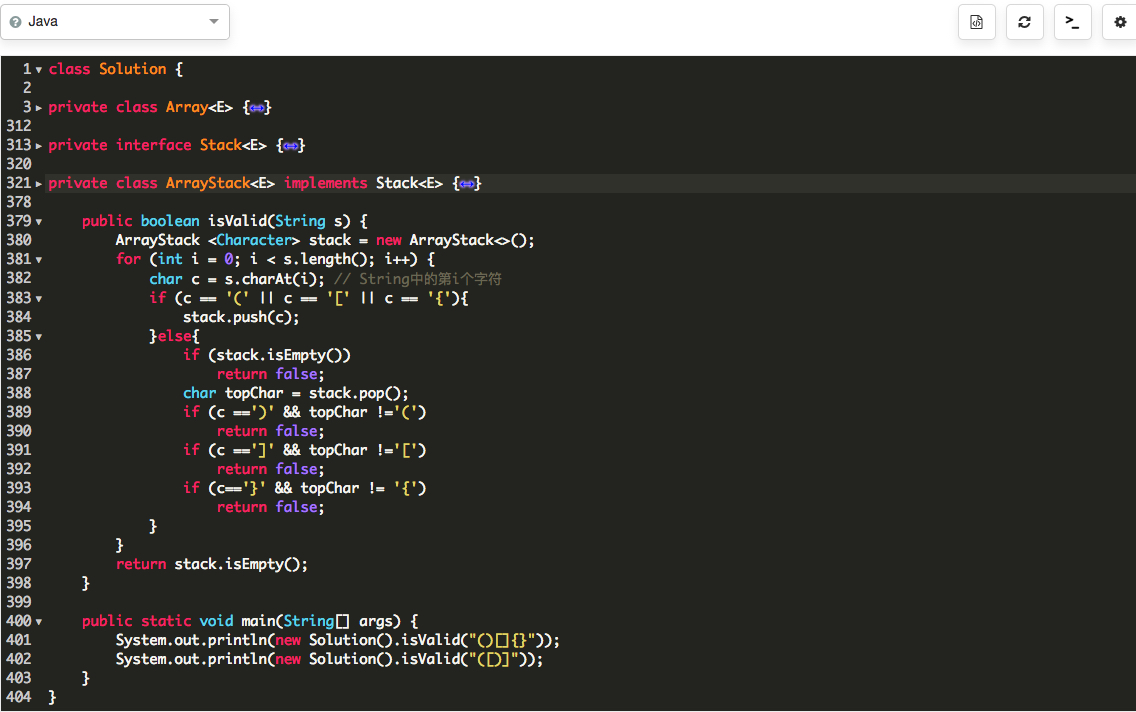 Java
1 class Solution {
2
3 private class Array<E> {↔}
312
313 private interface Stack<E> {↔}
320
321 private class ArrayStack<E> implements Stack<E> {↔}
378
379 public boolean isValid(String s) {
380 ArrayStack <Character> stack = new ArrayStack<>();
381 for (int i = 0; i < s.length(); i++) {
382 char c = s.charAt(i); // String中的第i个字符
383 if (c == '(' || c == '[' || c == '{'){
384 stack.push(c);
385 }else{
386 if (stack.isEmpty())
387 return false;
388 char topChar = stack.pop();
389 if (c ==')' && topChar !='(')
390 return false;
391 if (c ==']' && topChar !='[')
392 return false;
393 if (c=='}' && topChar != '{')
394 return false;
395 }
396 }
397 return stack.isEmpty();
398 }
399
400 public static void main(String[] args) {
401 System.out.println(new Solution().isValid("()[]{}"));
402 System.out.println(new Solution().isValid("([)]"));
403 }
404 }